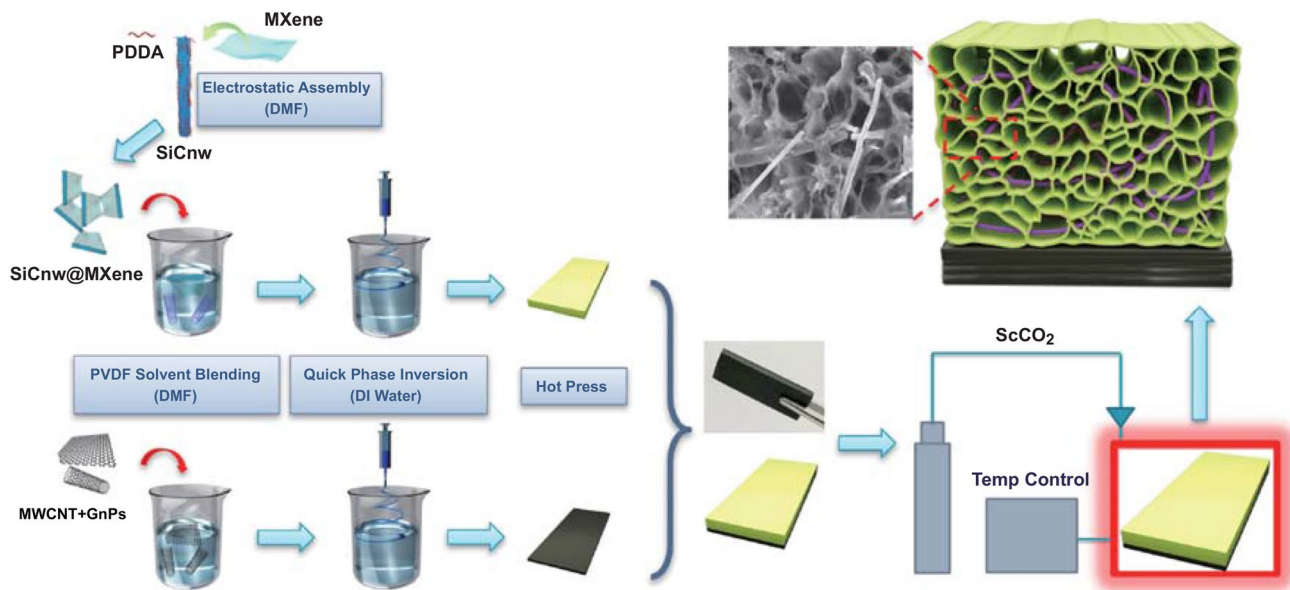 MXene
PDDA
Electrostatic Assembly
(DMF)
SiCnw
SiCnw@MXene
PVDF Solvent Blending
(DMF)
Quick Phase Inversion
(DI Water)
Hot Press
MWCNT+GnPs
ScCO₂
Temp Control